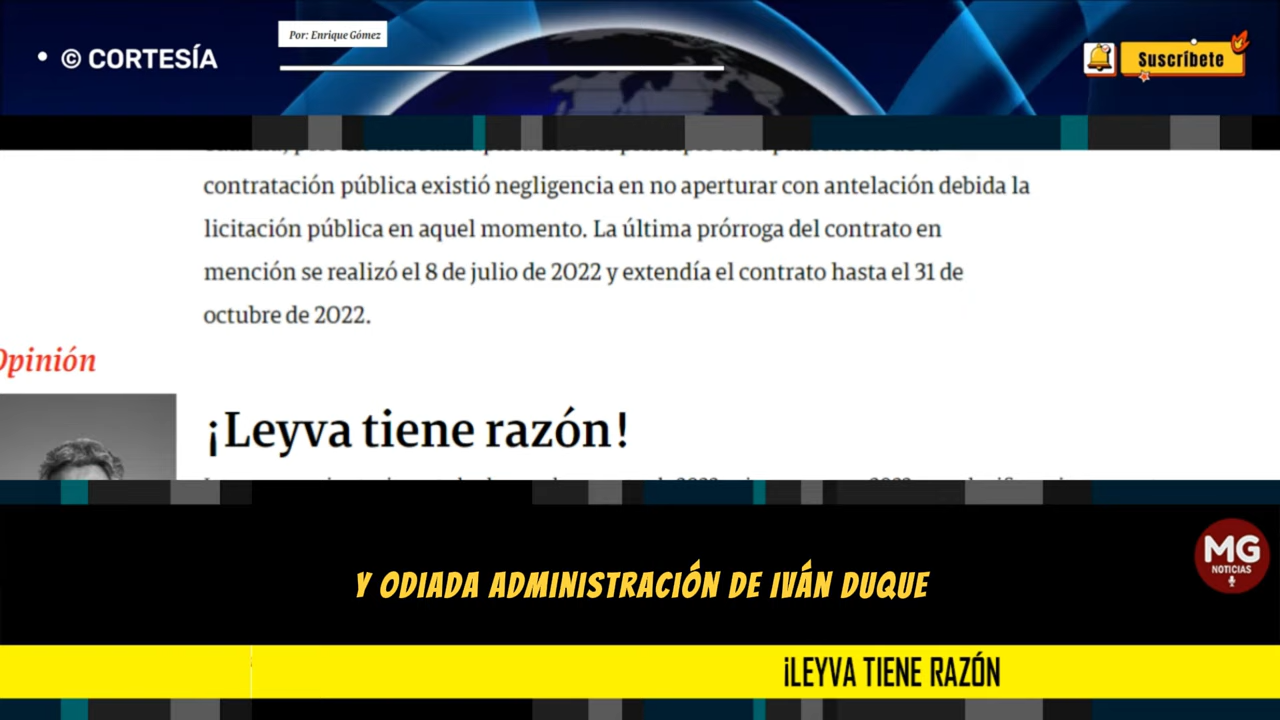 • © CORTESÍA
Por: Enrique Gómez
Suscríbete
contratación pública existió negligencia en no aperturar con antelación debida la
licitación pública en aquel momento. La última prórroga del contrato en
mención se realizó el 8 de julio de 2022 y extendía el contrato hasta el 31 de
octubre de 2022.
Opinión
¡Leyva tiene razón!
MG
NOTICIAS
Y ODIADA ADMINISTRACIÓN DE IVÁN DUQUE
¡LEYVA TIENE RAZÓN